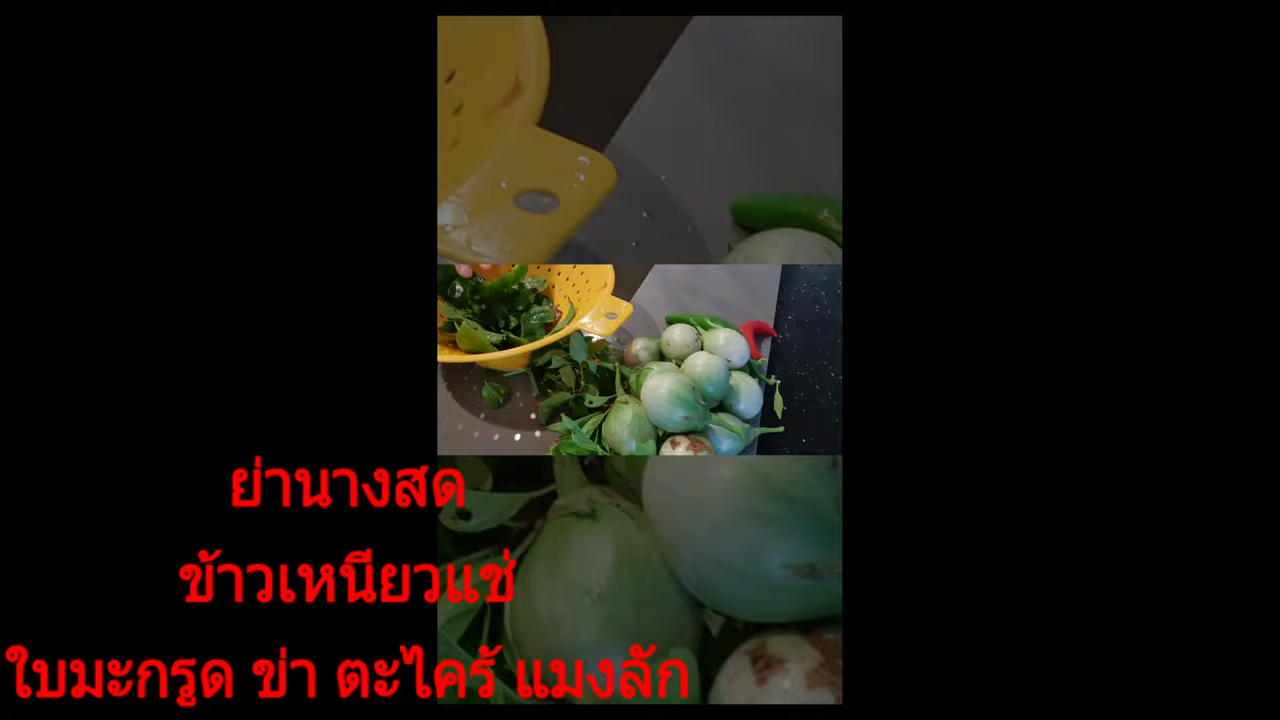 ย่านางสด
ข้าวเหนียวแช่
ใบมะกรูด ข่า ตะไคร้ แมงลัก